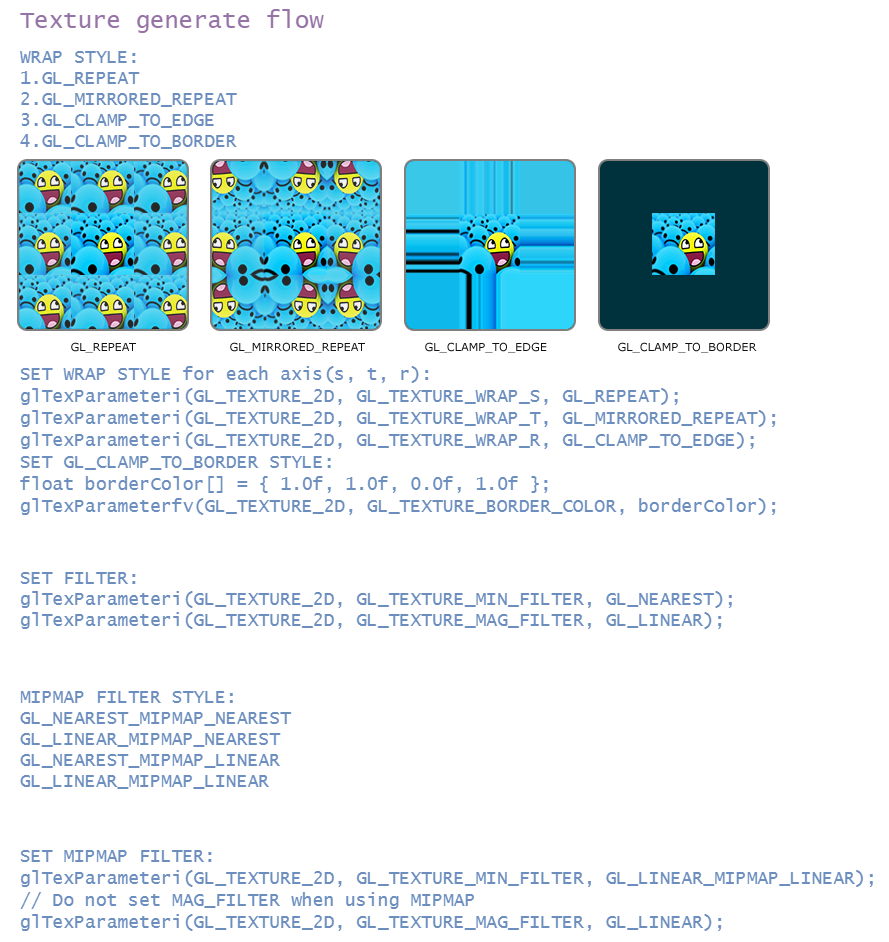 Texture generate flow
WRAP STYLE:
1.GL_REPEAT
2.GL_MIRRORED_REPEAT
3.GL_CLAMP_TO_EDGE
4.GL_CLAMP_TO_BORDER
GL_REPEAT GL_MIRRORED_REPEAT GL_CLAMP_TO_EDGE GL_CLAMP_TO_BORDER
SET WRAP STYLE for each axis(s, t, r):
glTexParameteri(GL_TEXTURE_2D, GL_TEXTURE_WRAP_S, GL_REPEAT);
glTexParameteri(GL_TEXTURE_2D, GL_TEXTURE_WRAP_T, GL_MIRRORED_REPEAT);
glTexParameteri(GL_TEXTURE_2D, GL_TEXTURE_WRAP_R, GL_CLAMP_TO_EDGE);
SET GL_CLAMP_TO_BORDER STYLE:
float borderColor[] = { 1.0f, 1.0f, 0.0f, 1.0f };
glTexParameterfv(GL_TEXTURE_2D, GL_TEXTURE_BORDER_COLOR, borderColor);
SET FILTER:
glTexParameteri(GL_TEXTURE_2D, GL_TEXTURE_MIN_FILTER, GL_NEAREST);
glTexParameteri(GL_TEXTURE_2D, GL_TEXTURE_MAG_FILTER, GL_LINEAR);
MIPMAP FILTER STYLE:
GL_NEAREST_MIPMAP_NEAREST
GL_LINEAR_MIPMAP_NEAREST
GL_NEAREST_MIPMAP_LINEAR
GL_LINEAR_MIPMAP_LINEAR
SET MIPMAP FILTER:
glTexParameteri(GL_TEXTURE_2D, GL_TEXTURE_MIN_FILTER, GL_LINEAR_MIPMAP_LINEAR);
// Do not set MAG_FILTER when using MIPMAP
glTexParameteri(GL_TEXTURE_2D, GL_TEXTURE_MAG_FILTER, GL_LINEAR);